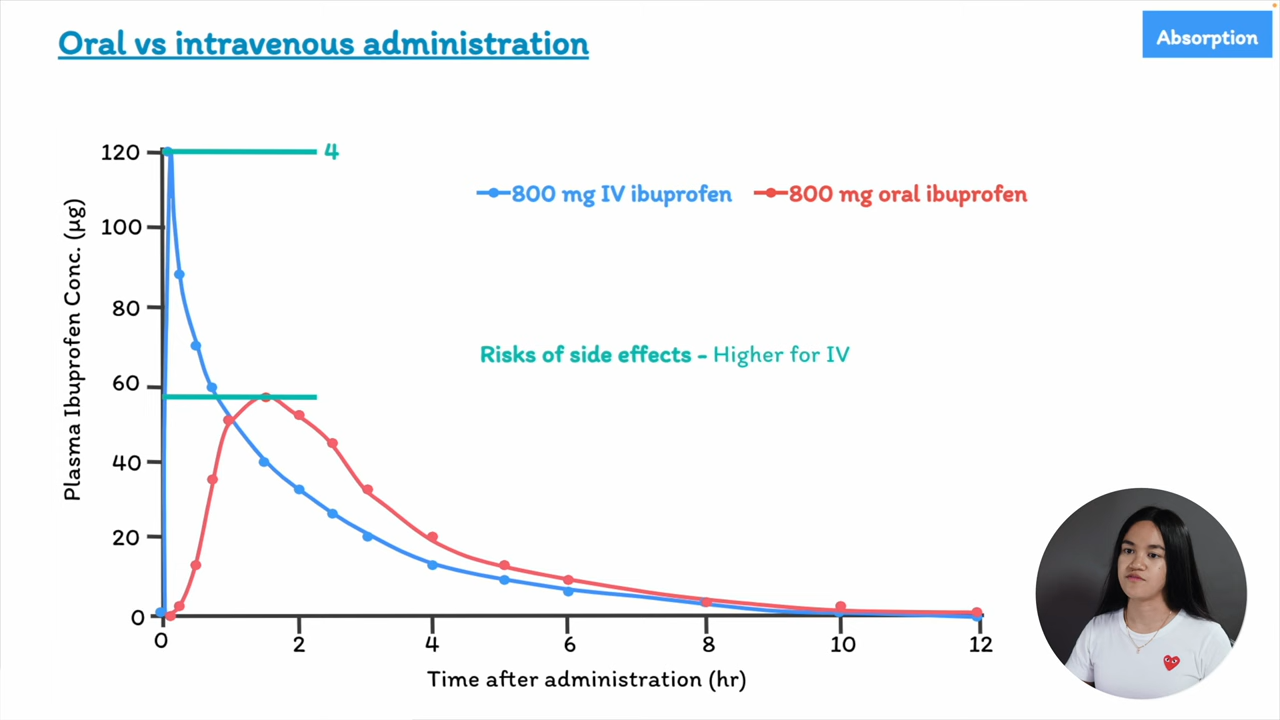 Oral vs intravenous administration
Absorption
4
800 mg IV ibuprofen
800 mg oral ibuprofen
Risks of side effects - Higher for IV
Plasma Ibuprofen Conc. (µg)
120
100
80
60
40
20
0
0 2 4 6 8 10 12
Time after administration (hr)